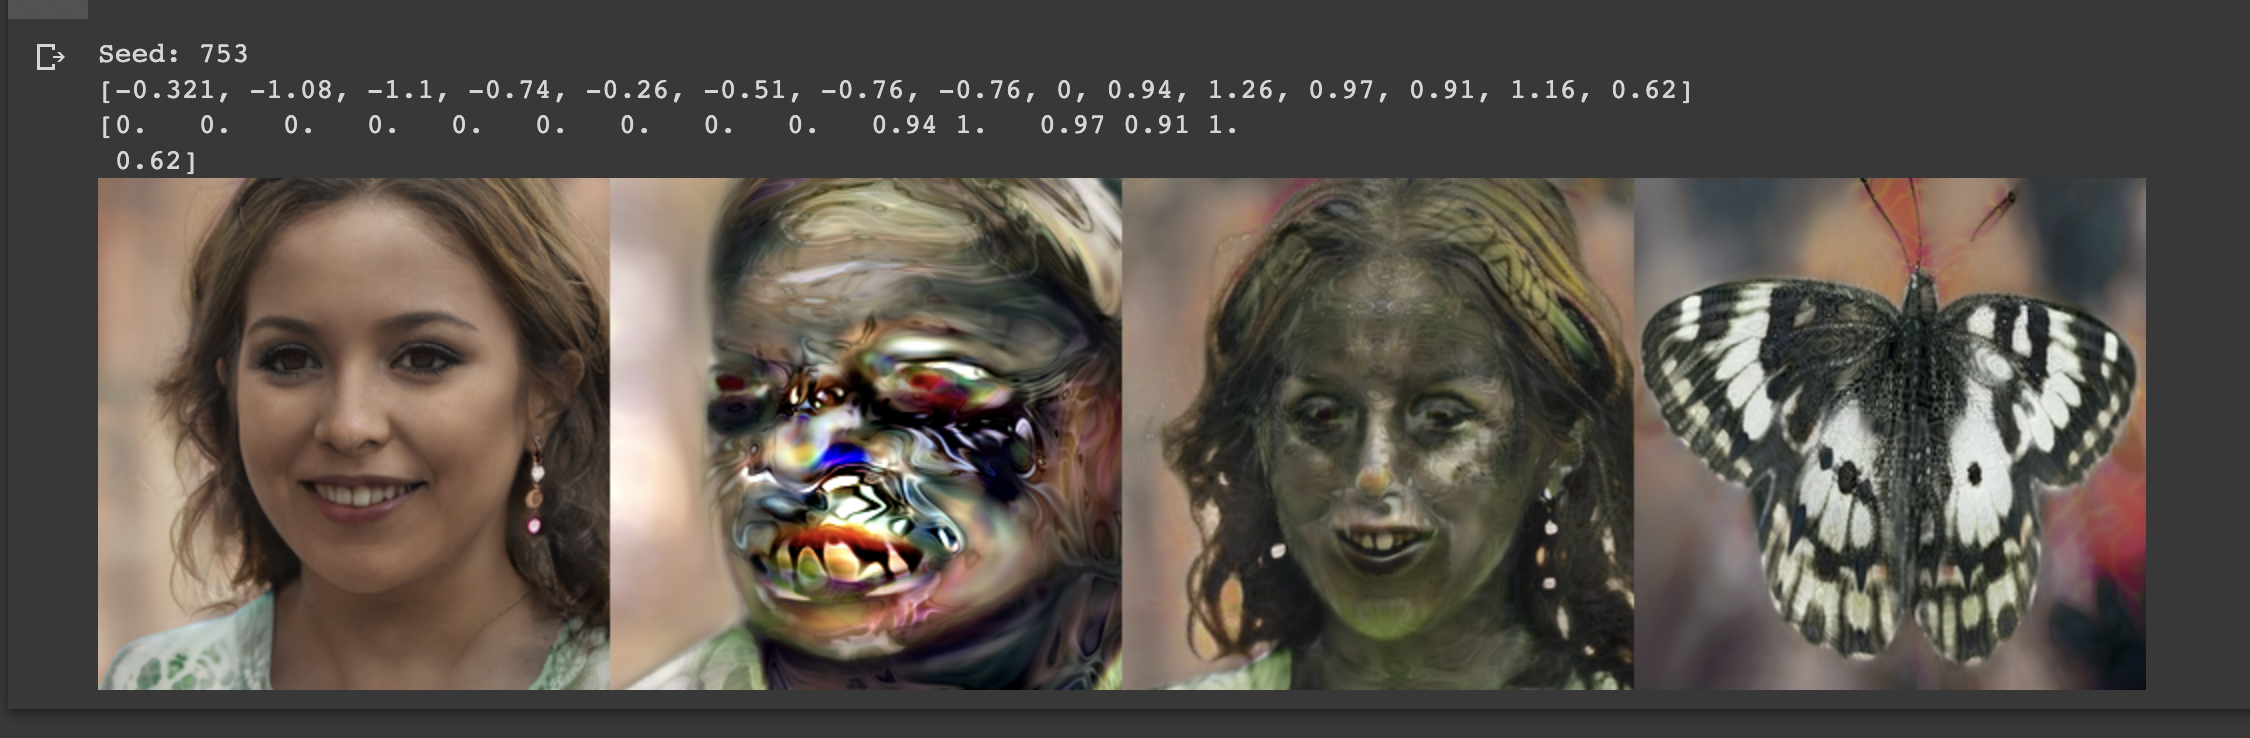 Seed: 753
[-0.321, -1.08, -1.1, -0.74, -0.26, -0.51, -0.76, -0.76, 0, 0.94, 1.26, 0.97, 0.91, 1.16, 0.62]
[0.   0.   0.   0.   0.   0.   0.   0.   0.   0.94 1.   0.97 0.91 1.
 0.62]